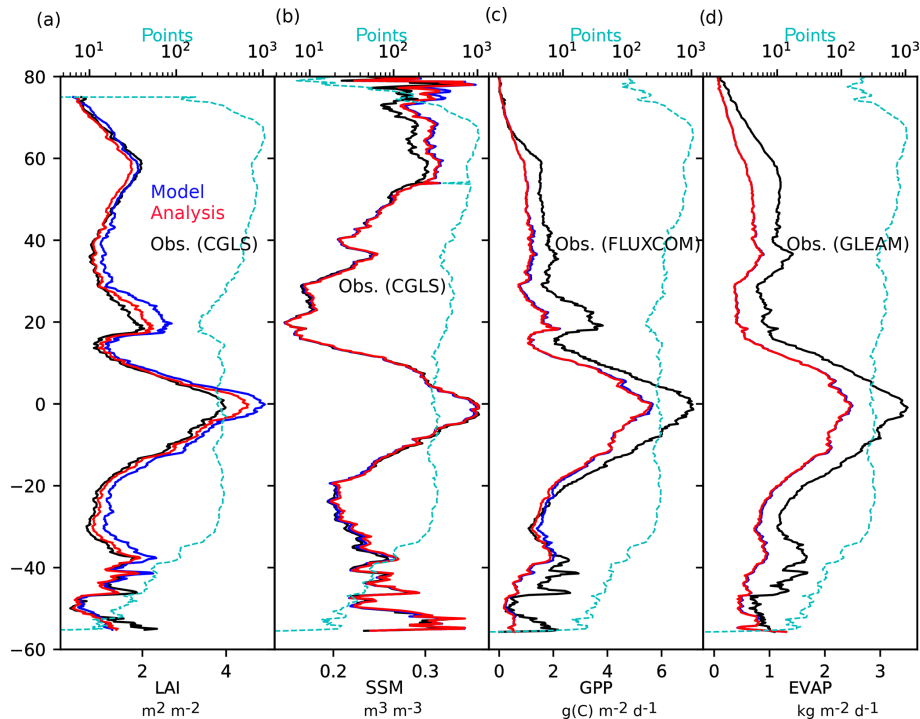 (a) (b) (c) (d)
Points Points Points Points
10¹ 10² 10³ 10¹ 10² 10³ 10¹ 10² 10³ 10¹ 10² 10³
80
60
Model
Analysis
40
Obs. (CGLS) Obs. (FLUXCOM) Obs. (GLEAM)
Obs. (CGLS)
20
0
−20
−40
−60
2 4 0.2 0.3 0 2 4 6 0 1 2 3
LAI SSM GPP EVAP
m² m⁻² m³ m⁻³ g(C) m⁻² d⁻¹ kg m⁻² d⁻¹